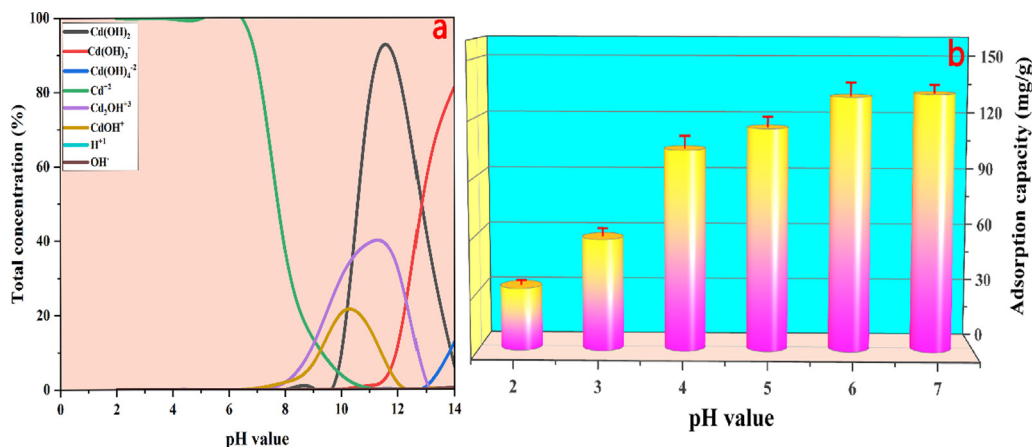 a
Total concentration (%)
100
80
60
40
20
0
Cd(OH)₂
Cd(OH)₃⁻
Cd(OH)₄⁻²
Cd⁺²
Cd₂OH⁺³
CdOH⁺
H⁺¹
OH⁻
0 2 4 6 8 10 12 14
pH value
b
150
120
90
60
30
0
Adsorption capacity (mg/g)
2 3 4 5 6 7
pH value